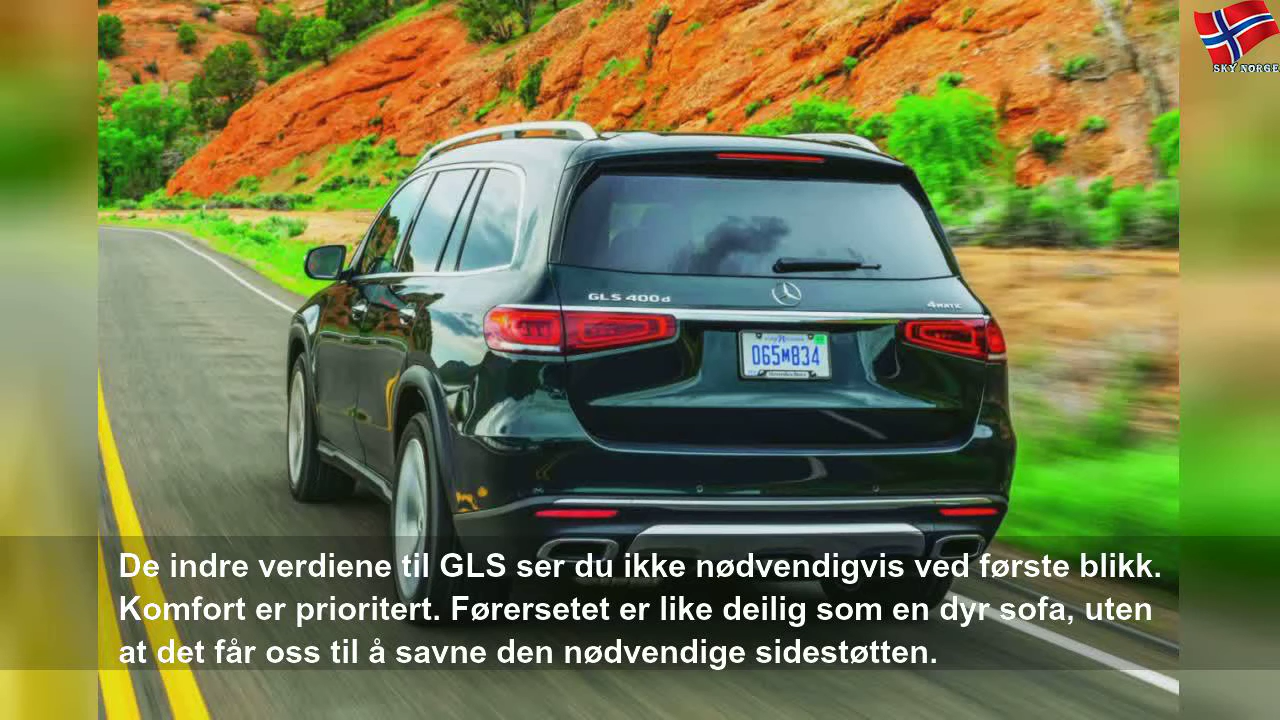 SKY NORGE
GLS 400d
4MATIC
065M834
De indre verdiene til GLS ser du ikke nødvendigvis ved første blikk.
Komfort er prioritert. Førersetet er like deilig som en dyr sofa, uten
at det får oss til å savne den nødvendige sidestøtten.